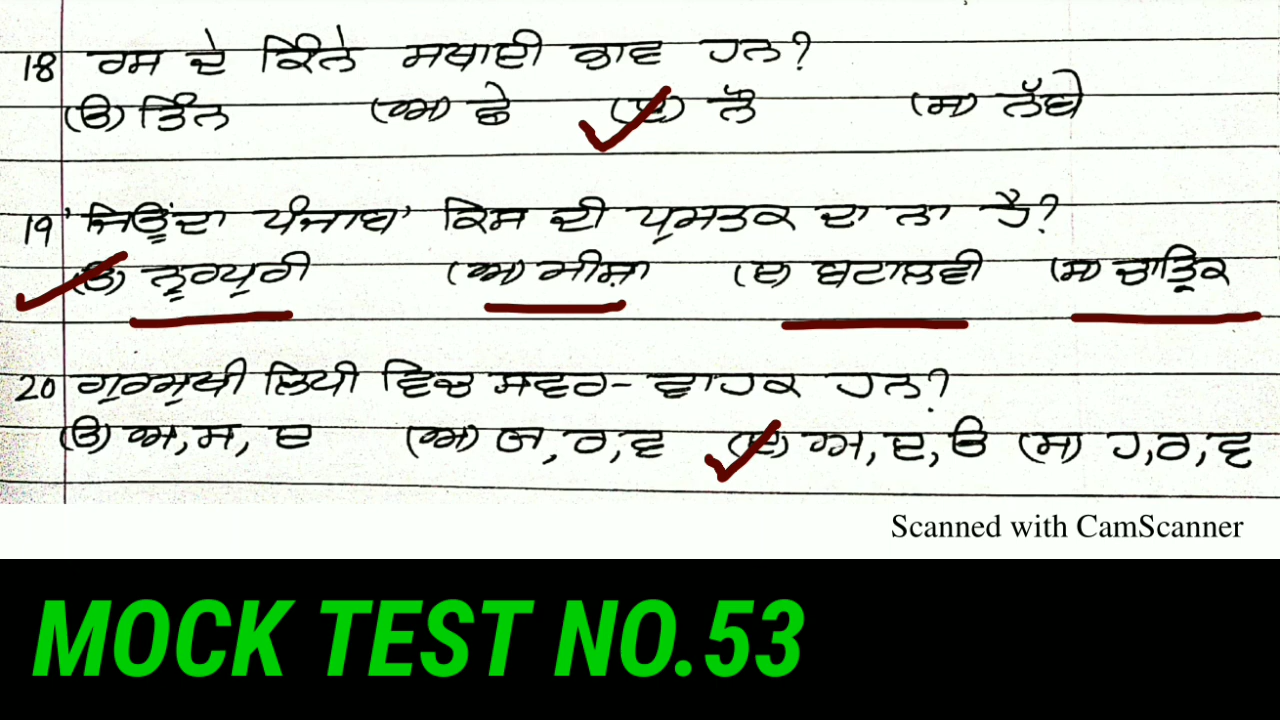 18 ਰਸ ਦੇ ਕਿੰਨੇ ਸਥਾਈ ਭਾਵ ਹਨ?
(ੳ) ਤਿੰਨ (ਅ) ਛੇ (ੲ) ਨੌ (ਸ) ਨੱਬੇ
19 'ਜਿਊਂਦਾ ਪੰਜਾਬ' ਕਿਸ ਦੀ ਪੁਸਤਕ ਦਾ ਨਾ ਹੈ?
(ੳ) ਨੂਰਪੁਰੀ (ਅ) ਮੀਸ਼ਾ (ੲ) ਬਟਾਲਵੀ (ਸ) ਚਾਤ੍ਰਿਕ
20 ਗੁਰਮੁਖੀ ਲਿਪੀ ਵਿਚ ਸਵਰ- ਵਾਹਕ ਹਨ?
(ੳ) ਅ, ਸ, ੲ (ਅ) ਯ, ਰ, ਵ (ੲ) ਅ, ੲ, ੳ (ਸ) ਹ, ਰ, ਵ
Scanned with CamScanner
MOCK TEST NO.53